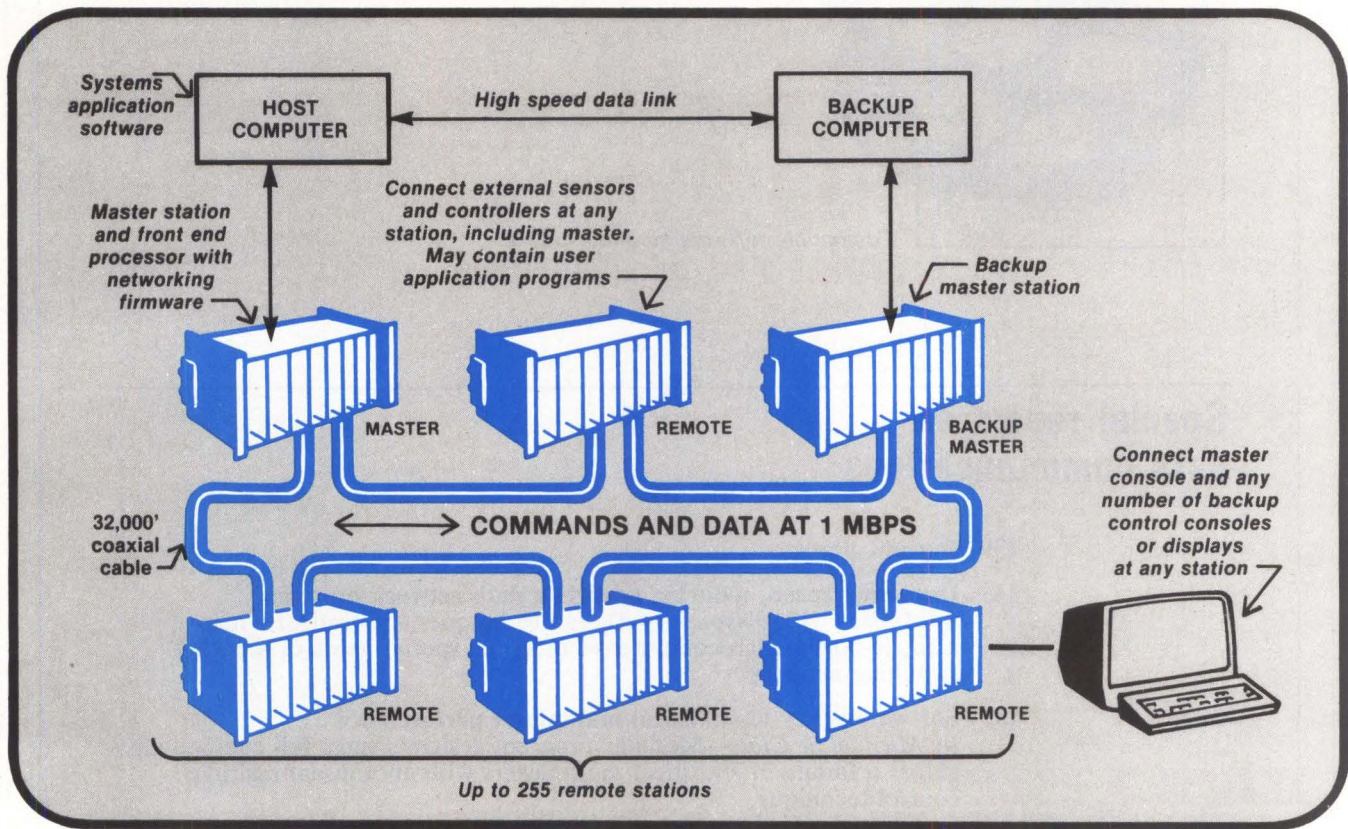 Systems
application
software
HOST
COMPUTER
High speed data link
BACKUP
COMPUTER
Master station
and front end
processor with
networking
firmware
Connect external sensors
and controllers at any
station, including master.
May contain user
application programs
Backup
master station
MASTER
REMOTE
BACKUP
MASTER
32,000'
coaxial
cable
COMMANDS AND DATA AT 1 MBPS
Connect master
console and any
number of backup
control consoles
or displays
at any station
REMOTE
REMOTE
REMOTE
Up to 255 remote stations